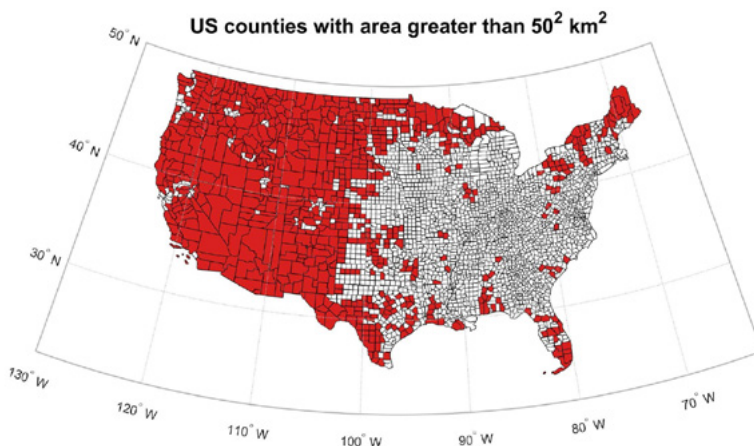 US counties with area greater than 50² km²
50° N
40° N
30° N
130° W
120° W
110° W
100° W
90° W
80° W
70° W